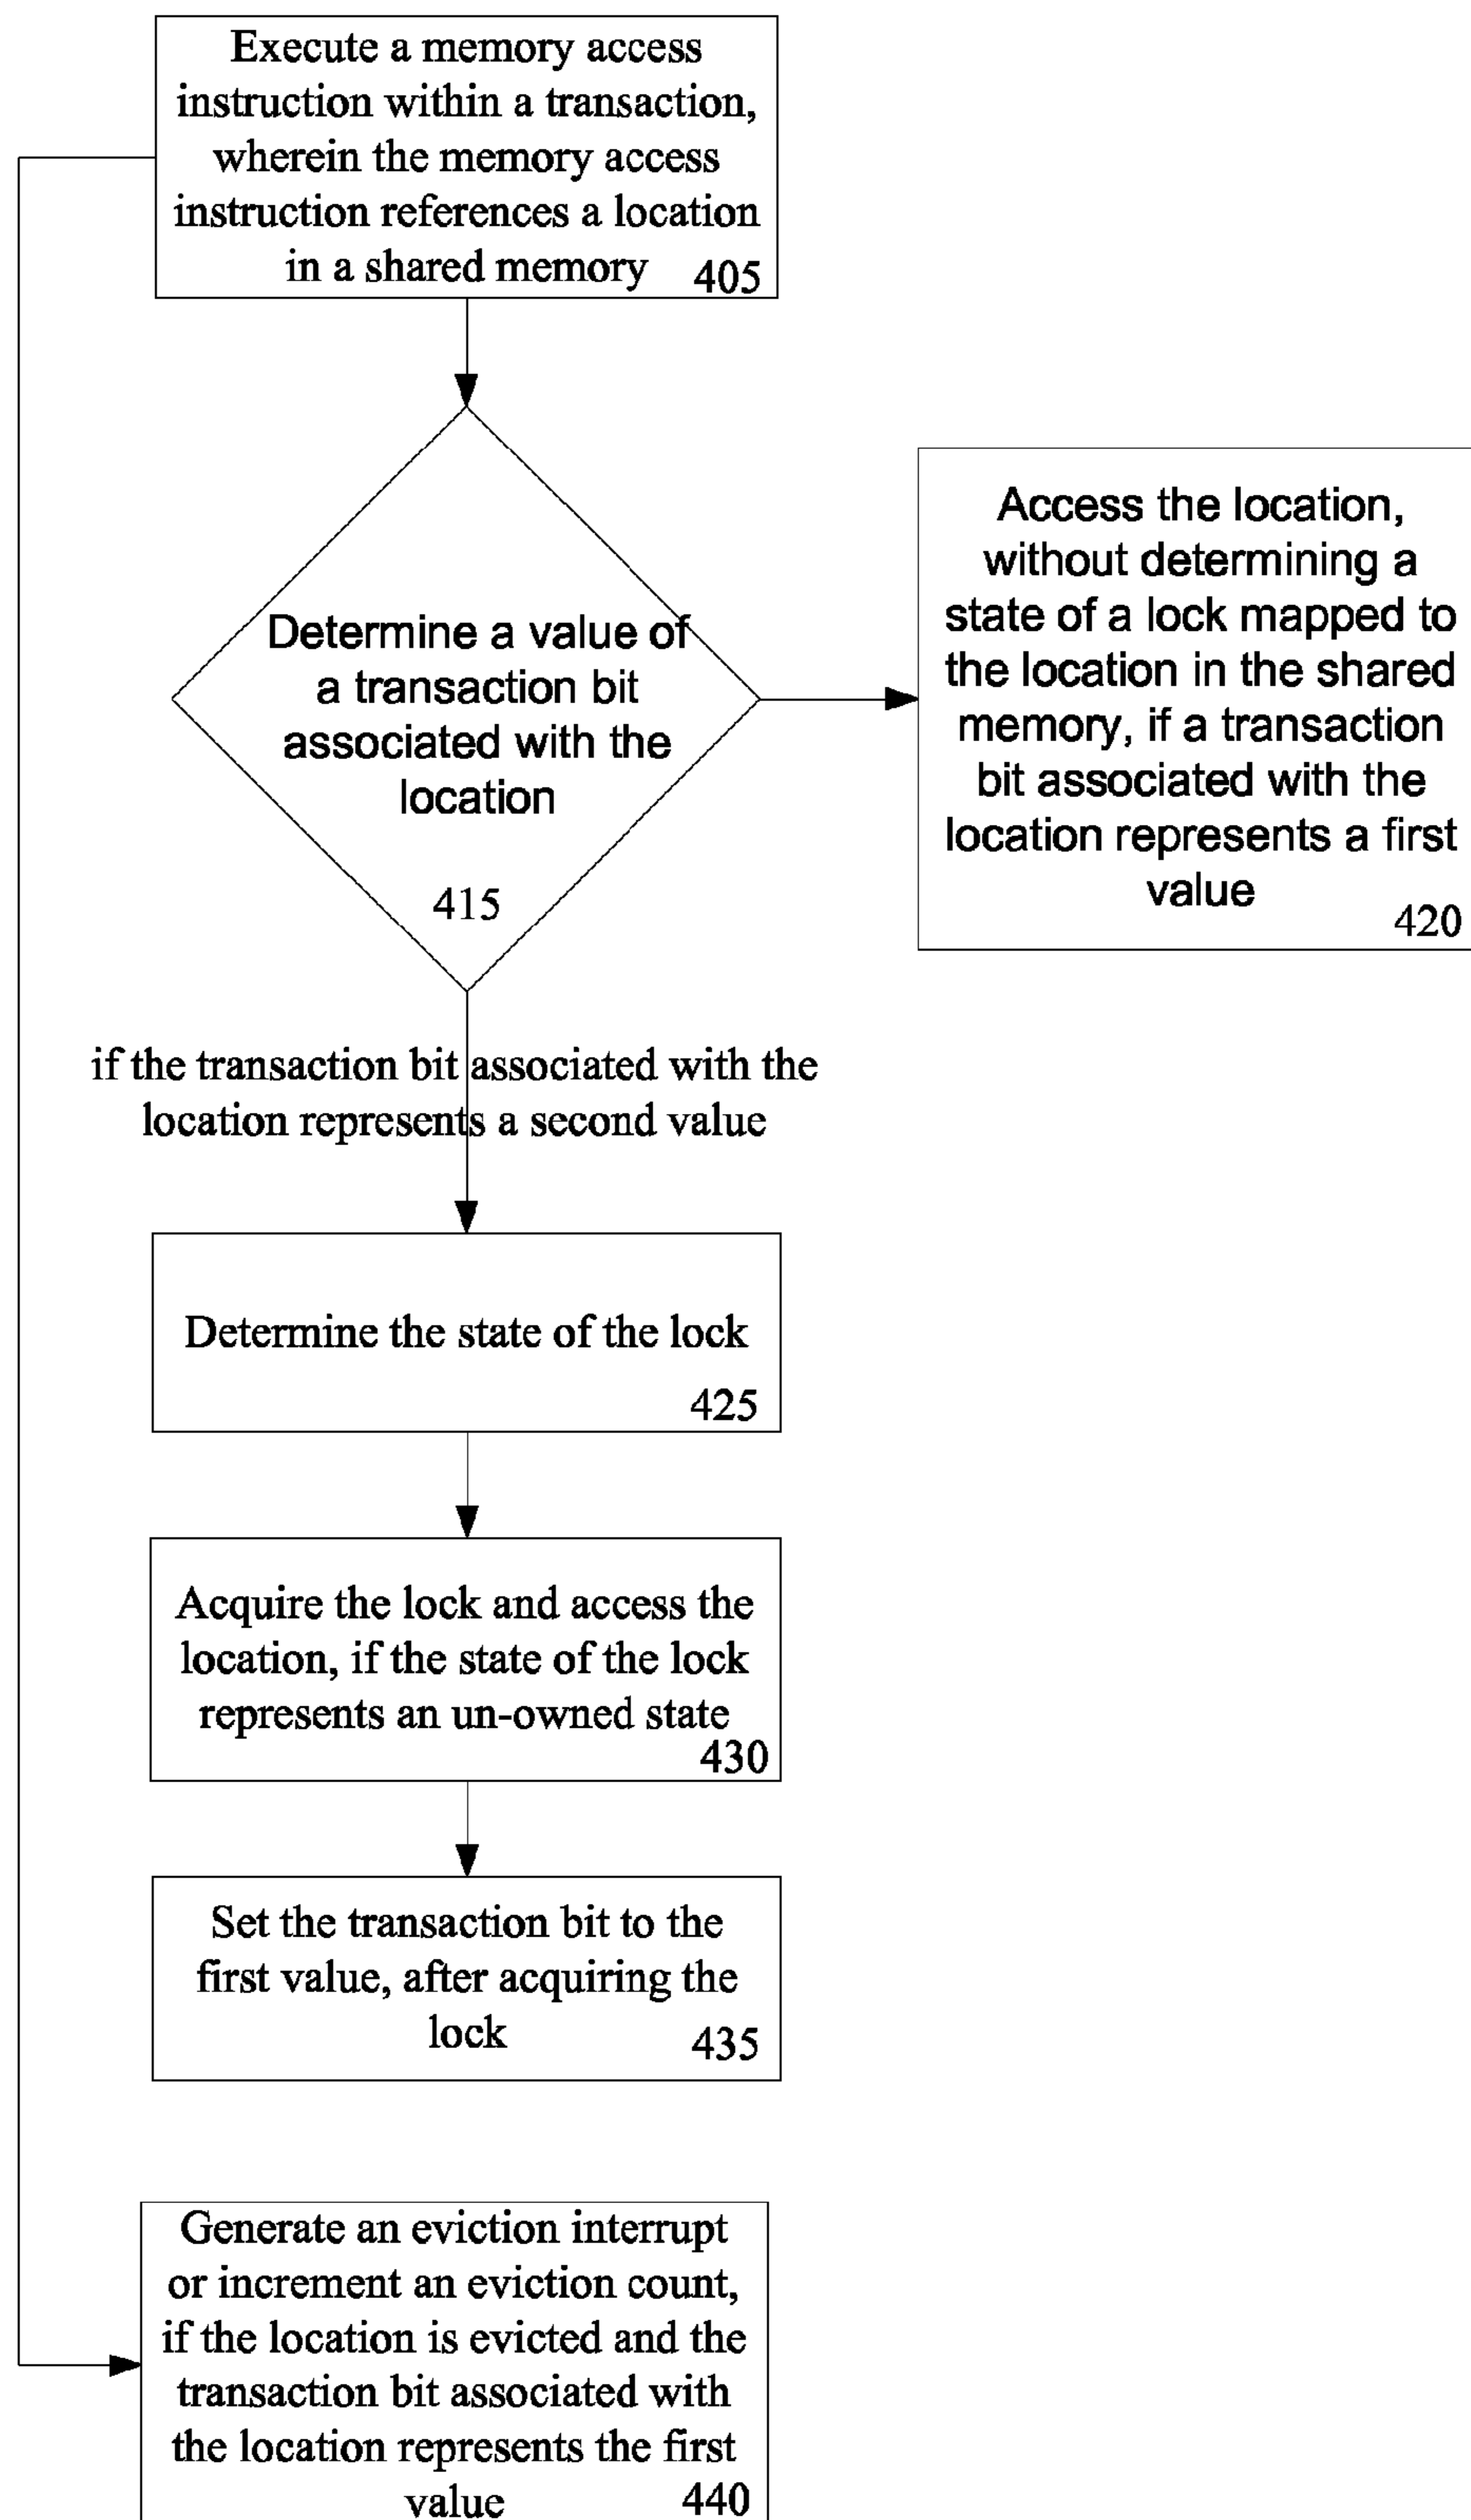 Execute a memory access
instruction within a transaction,
wherein the memory access
instruction references a location
in a shared memory 405
Determine a value of
a transaction bit
associated with the
location
415
Access the location,
without determining a
state of a lock mapped to
the location in the shared
memory, if a transaction
bit associated with the
location represents a first
value
420
if the transaction bit associated with the
location represents a second value
Determine the state of the lock
425
Acquire the lock and access the
location, if the state of the lock
represents an un-owned state
430
Set the transaction bit to the
first value, after acquiring the
lock 435
Generate an eviction interrupt
or increment an eviction count,
if the location is evicted and the
transaction bit associated with
the location represents the first
value 440